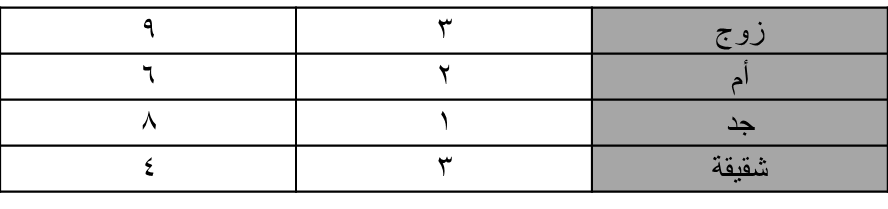 زوج ٣ ٩
أم ٢ ٦
جد ١ ٨
شقيقة ٣ ٤